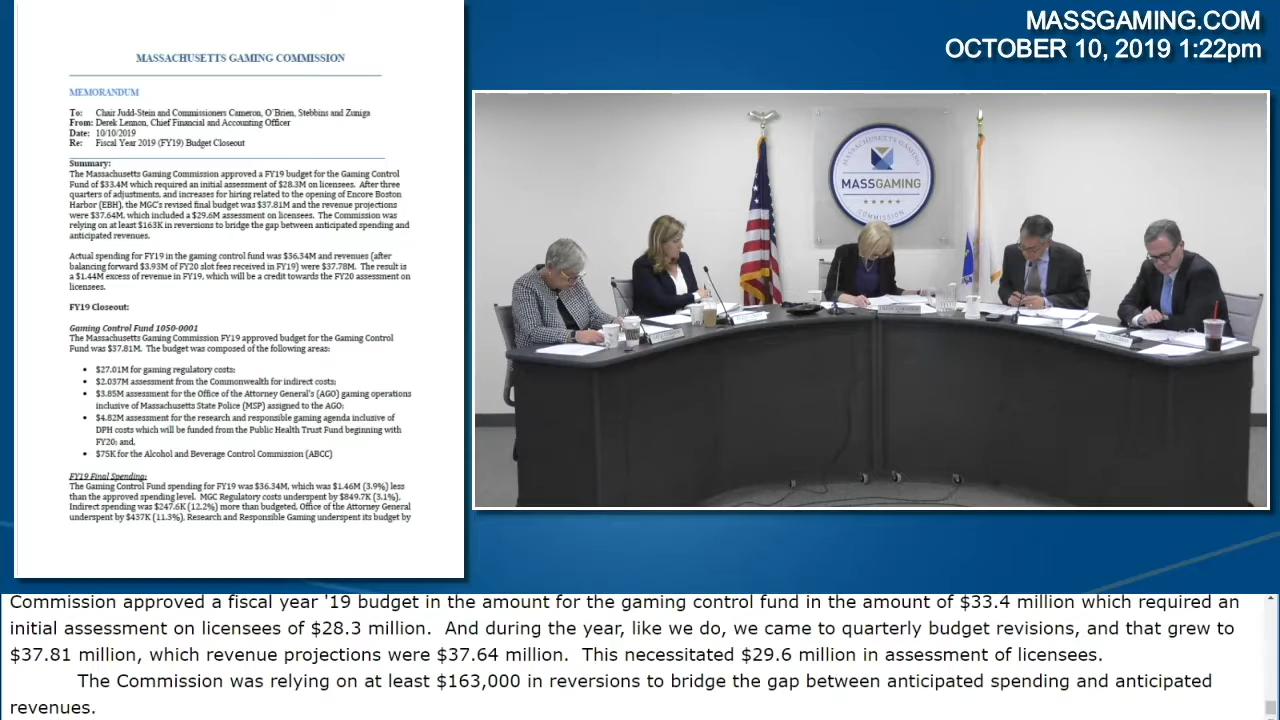 MASSGAMING.COM
OCTOBER 10, 2019 1:22pm
MASSACHUSETTS GAMING COMMISSION
MEMORANDUM
To: Chair Judd-Stein and Commissioners Cameron, O'Brien, Stebbins and Zuniga
From: Derek Lennon, Chief Financial and Accounting Officer
Date: 10/10/2019
Re: Fiscal Year 2019 (FY19) Budget Closeout
Summary:
The Massachusetts Gaming Commission approved a FY19 budget for the Gaming Control
Fund of $33.4M which required an initial assessment of $28.3M on licensees. After three
quarters of adjustments, and increases for hiring related to the opening of Encore Boston
Harbor (EBH), the MGC's revised final budget was $37.81M and the revenue projections
were $37.64M, which included a $29.6M assessment on licensees. The Commission was
relying on at least $163K in reversions to bridge the gap between anticipated spending and
anticipated revenues.
Actual spending for FY19 in the gaming control fund was $36.34M and revenues (after
balancing forward $3.93M of FY20 slot fees received in FY19) were $37.78M. The result is
a $1.44M excess of revenue in FY19, which will be a credit towards the FY20 assessment on
licensees.
FY19 Closeout:
Gaming Control Fund 1050-0001
The Massachusetts Gaming Commission FY19 approved budget for the Gaming Control
Fund was $37.81M. The budget was composed of the following areas:
• $27.01M for gaming regulatory costs;
• $2.037M assessment from the Commonwealth for indirect costs;
• $3.85M assessment for the Office of the Attorney General's (AGO) gaming operations
inclusive of Massachusetts State Police (MSP) assigned to the AGO;
• $4.82M assessment for the research and responsible gaming agenda inclusive of
DPH costs which will be funded from the Public Health Trust Fund beginning with
FY20; and,
• $75K for the Alcohol and Beverage Control Commission (ABCC)
FY19 Final Spending:
The Gaming Control Fund spending for FY19 was $36.34M, which was $1.46M (3.9%) less
than the approved spending level. MGC Regulatory costs underspent by $849.7K (3.1%),
Indirect spending was $247.6K (12.2%) more than budgeted, Office of the Attorney General
underspent by $437K (11.3%), Research and Responsible Gaming underspent its budget by
MASSACHUSETTS GAMING
MASSGAMING
COMMISSION
Commission approved a fiscal year '19 budget in the amount for the gaming control fund in the amount of $33.4 million which required an
initial assessment on licensees of $28.3 million. And during the year, like we do, we came to quarterly budget revisions, and that grew to
$37.81 million, which revenue projections were $37.64 million. This necessitated $29.6 million in assessment of licensees.
The Commission was relying on at least $163,000 in reversions to bridge the gap between anticipated spending and anticipated
revenues.